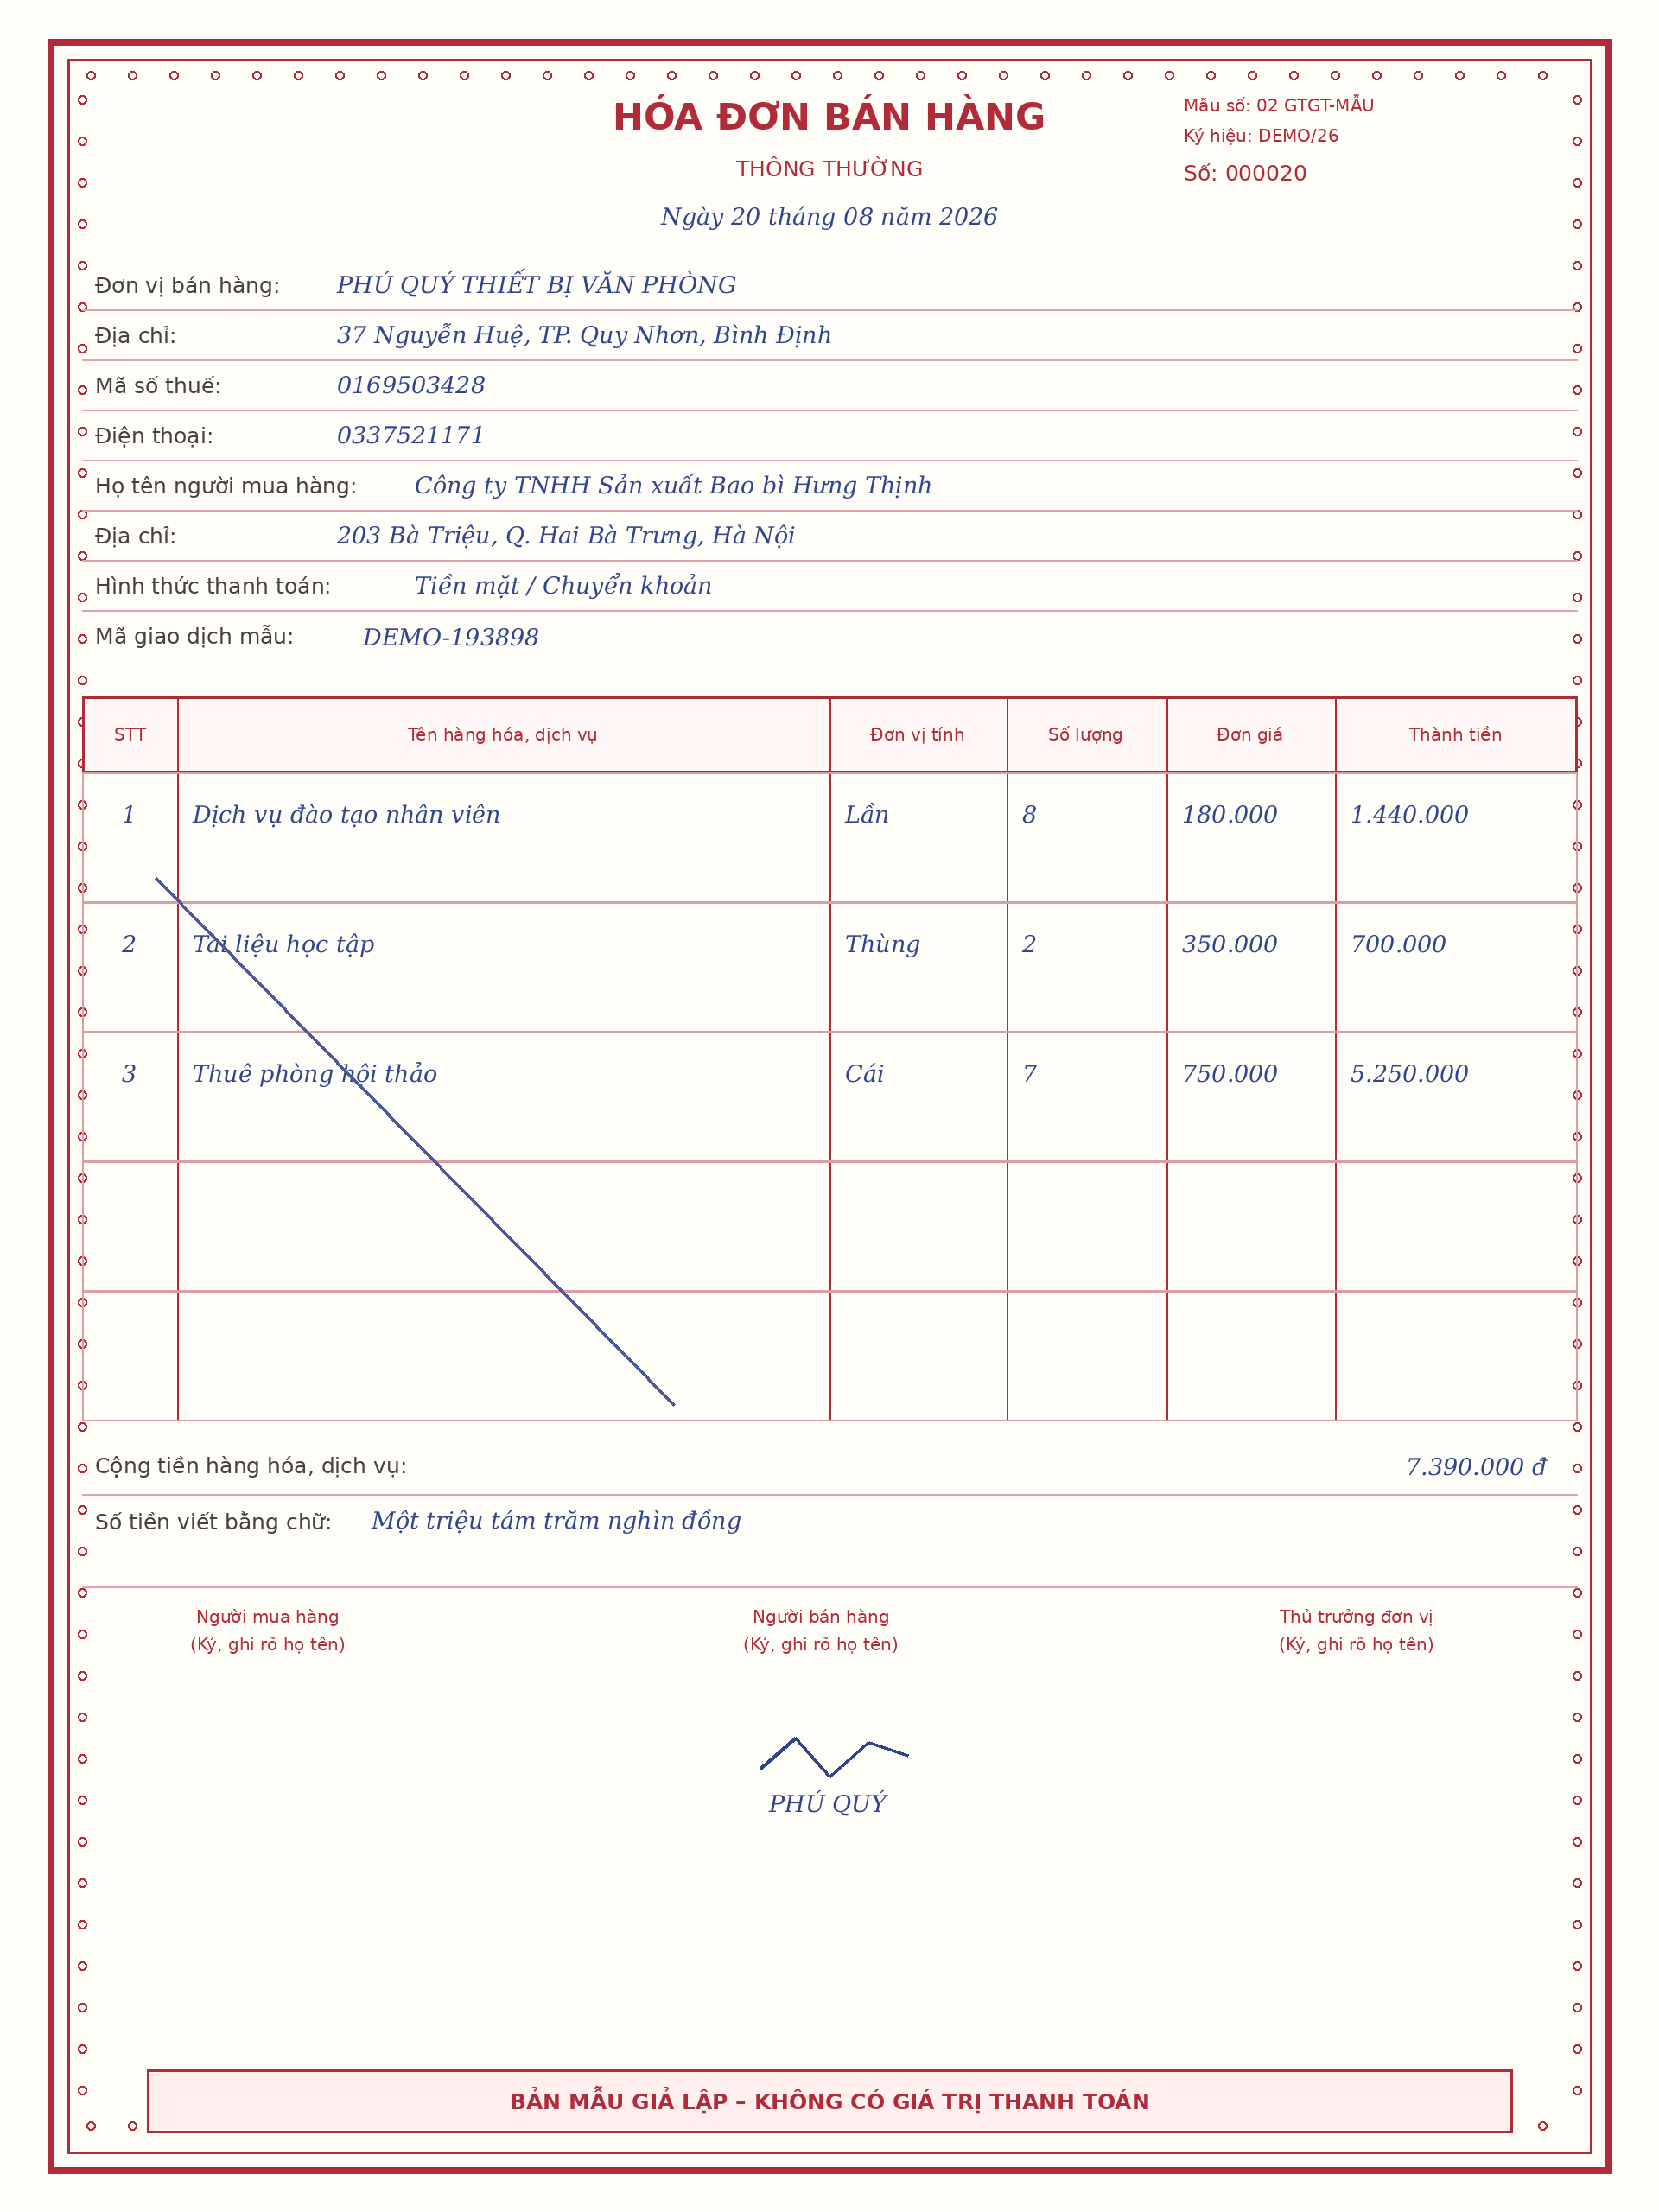 HÓA ĐƠN BÁN HÀNG
THÔNG THƯỜNG
Ngày 20 tháng 08 năm 2026
Mẫu số: 02 GTGT-MẪU
Ký hiệu: DEMO/26
Số: 000020
Đơn vị bán hàng: PHÚ QUÝ THIẾT BỊ VĂN PHÒNG
Địa chỉ: 37 Nguyễn Huệ, TP. Quy Nhơn, Bình Định
Mã số thuế: 0169503428
Điện thoại: 0337521171
Họ tên người mua hàng: Công ty TNHH Sản xuất Bao bì Hưng Thịnh
Địa chỉ: 203 Bà Triệu, Q. Hai Bà Trưng, Hà Nội
Hình thức thanh toán: Tiền mặt / Chuyển khoản
Mã giao dịch mẫu: DEMO-193898
STT Tên hàng hóa, dịch vụ Đơn vị tính Số lượng Đơn giá Thành tiền
1 Dịch vụ đào tạo nhân viên Lần 8 180.000 1.440.000
2 Tài liệu học tập Thùng 2 350.000 700.000
3 Thuê phòng hội thảo Cái 7 750.000 5.250.000
Cộng tiền hàng hóa, dịch vụ: 7.390.000 đ
Số tiền viết bằng chữ: Một triệu tám trăm nghìn đồng
Người mua hàng Người bán hàng Thủ trưởng đơn vị
(Ký, ghi rõ họ tên) (Ký, ghi rõ họ tên) (Ký, ghi rõ họ tên)
PHÚ QUÝ
BẢN MẪU GIẢ LẬP – KHÔNG CÓ GIÁ TRỊ THANH TOÁN